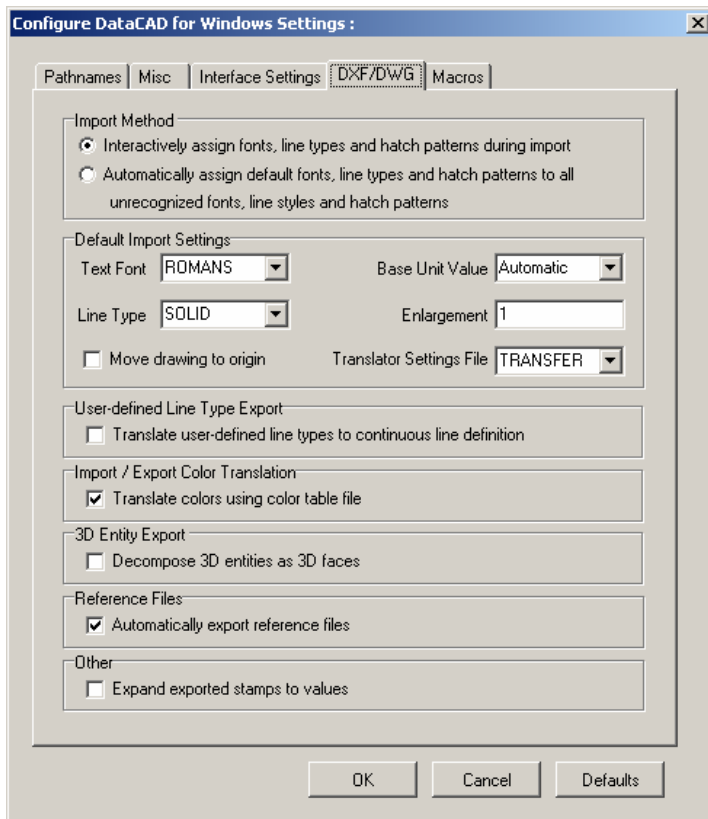 Configure DataCAD for Windows Settings :
Pathnames Misc Interface Settings DXF/DWG Macros
Import Method
Interactively assign fonts, line types and hatch patterns during import
Automatically assign default fonts, line types and hatch patterns to all
unrecognized fonts, line styles and hatch patterns
Default Import Settings
Text Font ROMANS Base Unit Value Automatic
Line Type SOLID Enlargement 1
Move drawing to origin Translator Settings File TRANSFER
User-defined Line Type Export
Translate user-defined line types to continuous line definition
Import / Export Color Translation
Translate colors using color table file
3D Entity Export
Decompose 3D entities as 3D faces
Reference Files
Automatically export reference files
Other
Expand exported stamps to values
OK Cancel Defaults